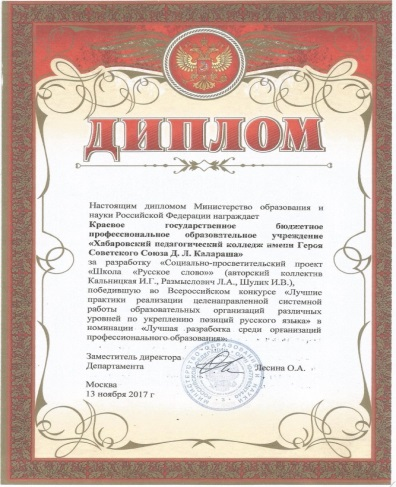 ДИПЛОМ
Настоящим дипломом Министерство образования и
науки Российской Федерации награждает
Краевое государственное бюджетное
профессиональное образовательное учреждение
«Хабаровский педагогический колледж имени Героя
Советского Союза Д. Л. Калараша»
за разработку «Социально-просветительский проект
«Школа «Русское слово»» (авторский коллектив
Кальницкая И.Г., Размыслович Л.А., Шулик И.В.),
победившую во Всероссийском конкурсе «Лучшие
практики реализации целенаправленной системной
работы образовательных организаций различных
уровней по укреплению позиций русского языка» в
номинации «Лучшая разработка среди организаций
профессионального образования».
Заместитель директора
Департамента Лесина О.А.
Москва
13 ноября 2017 г